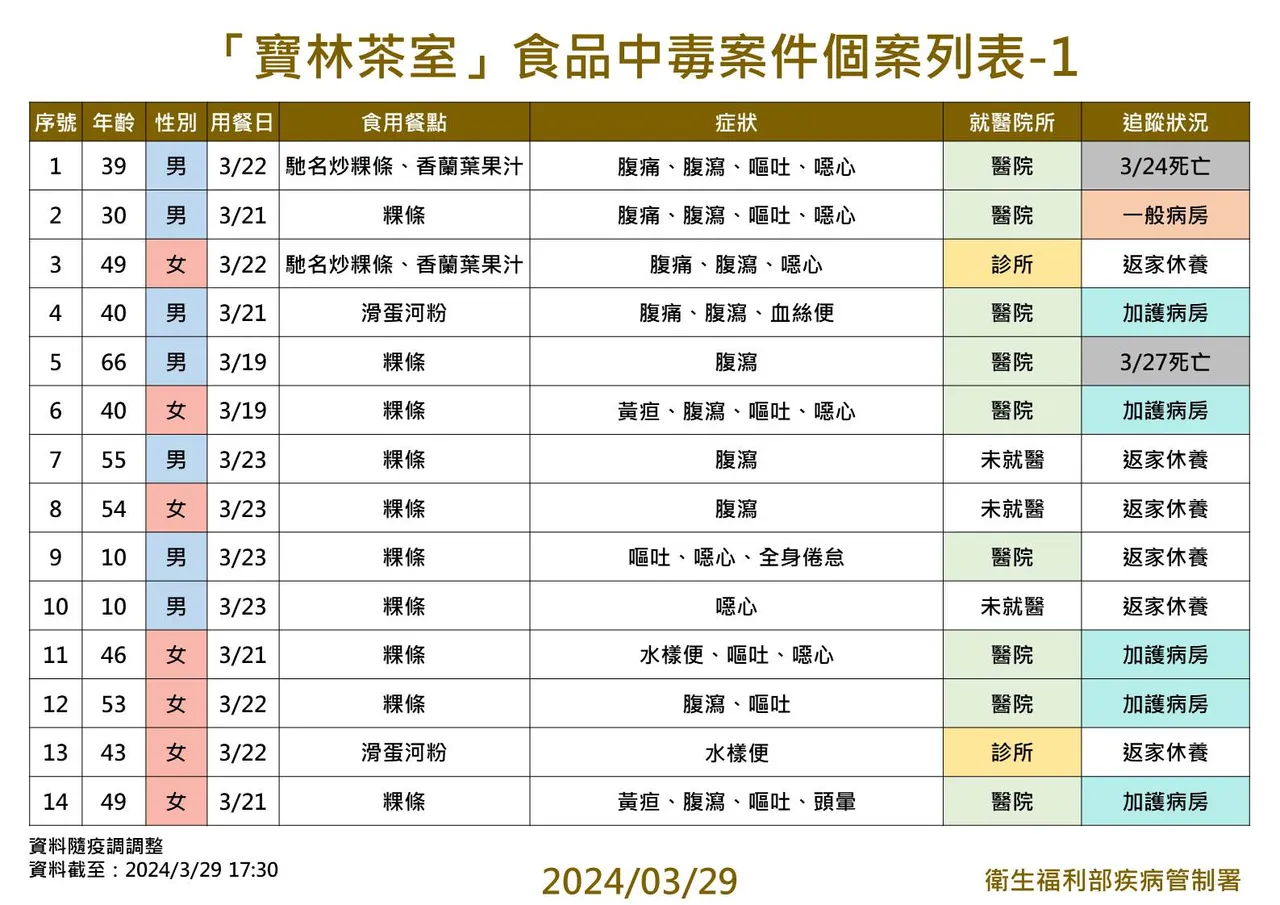 「寶林茶室」食品中毒案件個案列表-1
序號 年齡 性別 用餐日 食用餐點 症狀 就醫院所 追蹤狀況
1 39 男 3/22 馳名炒粿條、香蘭葉果汁 腹痛、腹瀉、嘔吐、噁心 醫院 3/24死亡
2 30 男 3/21 粿條 腹痛、腹瀉、嘔吐、噁心 醫院 一般病房
3 49 女 3/22 馳名炒粿條、香蘭葉果汁 腹痛、腹瀉、噁心 診所 返家休養
4 40 男 3/21 滑蛋河粉 腹痛、腹瀉、血絲便 醫院 加護病房
5 66 男 3/19 粿條 腹瀉 醫院 3/27死亡
6 40 女 3/19 粿條 黃疸、腹瀉、嘔吐、噁心 醫院 加護病房
7 55 男 3/23 粿條 腹瀉 未就醫 返家休養
8 54 女 3/23 粿條 腹瀉 未就醫 返家休養
9 10 男 3/23 粿條 嘔吐、噁心、全身倦怠 醫院 返家休養
10 10 男 3/23 粿條 噁心 未就醫 返家休養
11 46 女 3/21 粿條 水樣便、嘔吐、噁心 醫院 加護病房
12 53 女 3/22 粿條 腹瀉、嘔吐 醫院 加護病房
13 43 女 3/22 滑蛋河粉 水樣便 診所 返家休養
14 49 女 3/21 粿條 黃疸、腹瀉、嘔吐、頭暈 醫院 加護病房
資料隨疫調調整
資料截至：2024/3/29 17:30
2024/03/29
衛生福利部疾病管制署